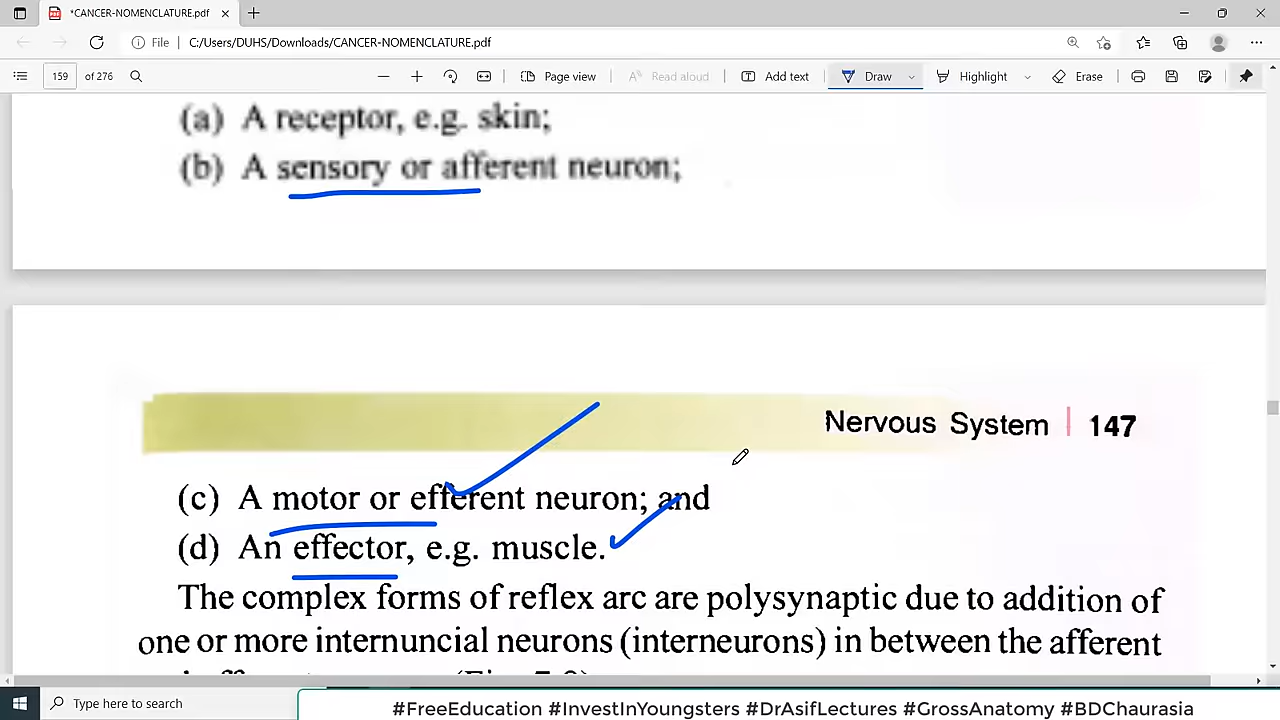 *CANCER-NOMENCLATURE.pdf
File C:/Users/DUHS/Downloads/CANCER-NOMENCLATURE.pdf
159 of 276 Page view Read aloud Add text Draw Highlight Erase
(a) A receptor, e.g. skin;
(b) A sensory or afferent neuron;
Nervous System 147
(c) A motor or efferent neuron; and
(d) An effector, e.g. muscle.
The complex forms of reflex arc are polysynaptic due to addition of
one or more internuncial neurons (interneurons) in between the afferent
Type here to search
#FreeEducation #InvestInYoungsters #DrAsifLectures #GrossAnatomy #BDChaurasia